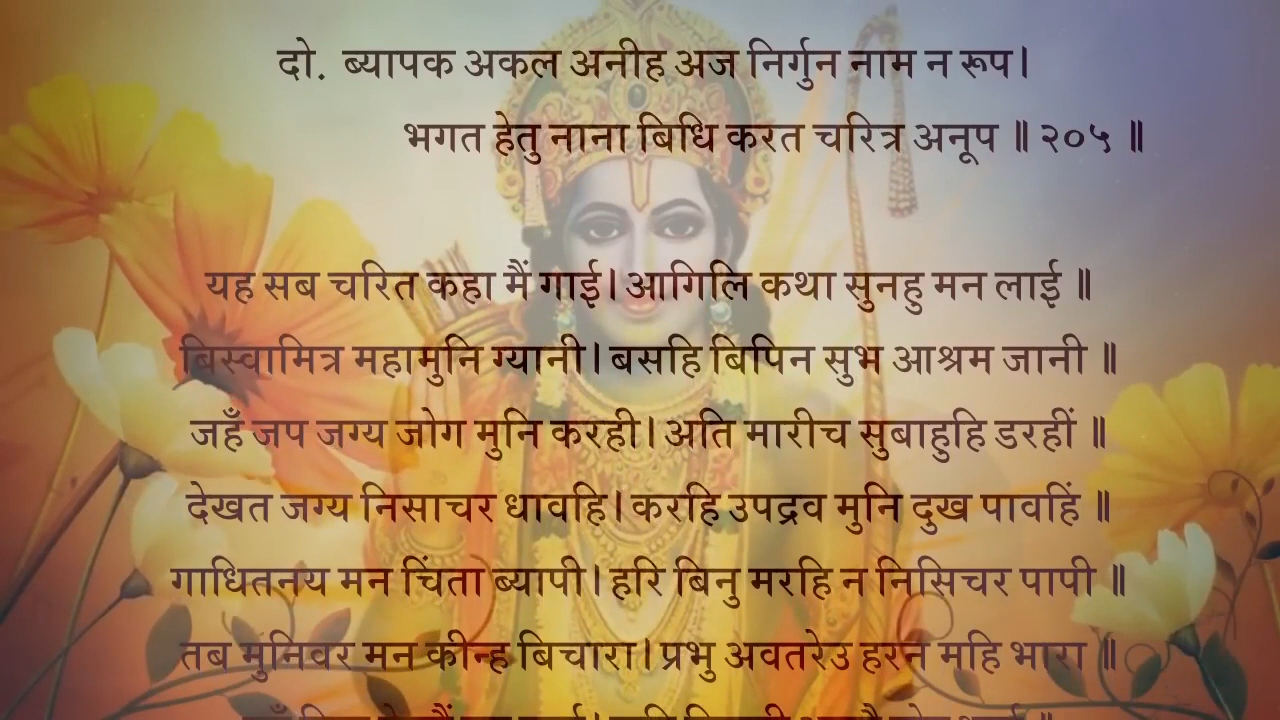 दो. ब्यापक अकल अनीह अज निर्गुन नाम न रूप।
भगत हेतु नाना बिधि करत चरित्र अनूप ॥ २०५ ॥
यह सब चरित कहा मैं गाई। आगिलि कथा सुनहु मन लाई ॥
बिस्वामित्र महामुनि ग्यानी। बसहि बिपिन सुभ आश्रम जानी ॥
जहँ जप जग्य जोग मुनि करही। अति मारीच सुबाहुहि डरहीं ॥
देखत जग्य निसाचर धावहि। करहि उपद्रव मुनि दुख पावहिं ॥
गाधितनय मन चिंता ब्यापी। हरि बिनु मरहि न निसिचर पापी ॥
तब मुनिवर मन कीन्ह बिचारा। प्रभु अवतरेउ हरन महि भारा ॥